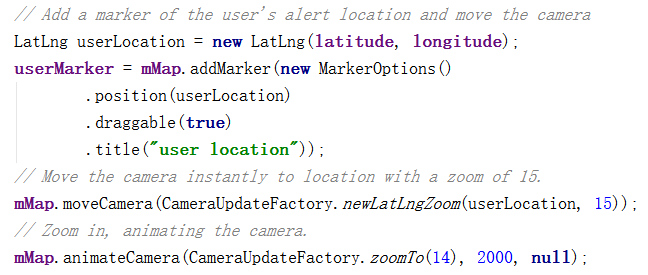 // Add a marker of the user's alert location and move the camera
LatLng userLocation = new LatLng(latitude, longitude);
userMarker = mMap.addMarker(new MarkerOptions()
        .position(userLocation)
        .draggable(true)
        .title("user location"));
// Move the camera instantly to location with a zoom of 15.
mMap.moveCamera(CameraUpdateFactory.newLatLngZoom(userLocation, 15));
// Zoom in, animating the camera.
mMap.animateCamera(CameraUpdateFactory.zoomTo(14), 2000, null);